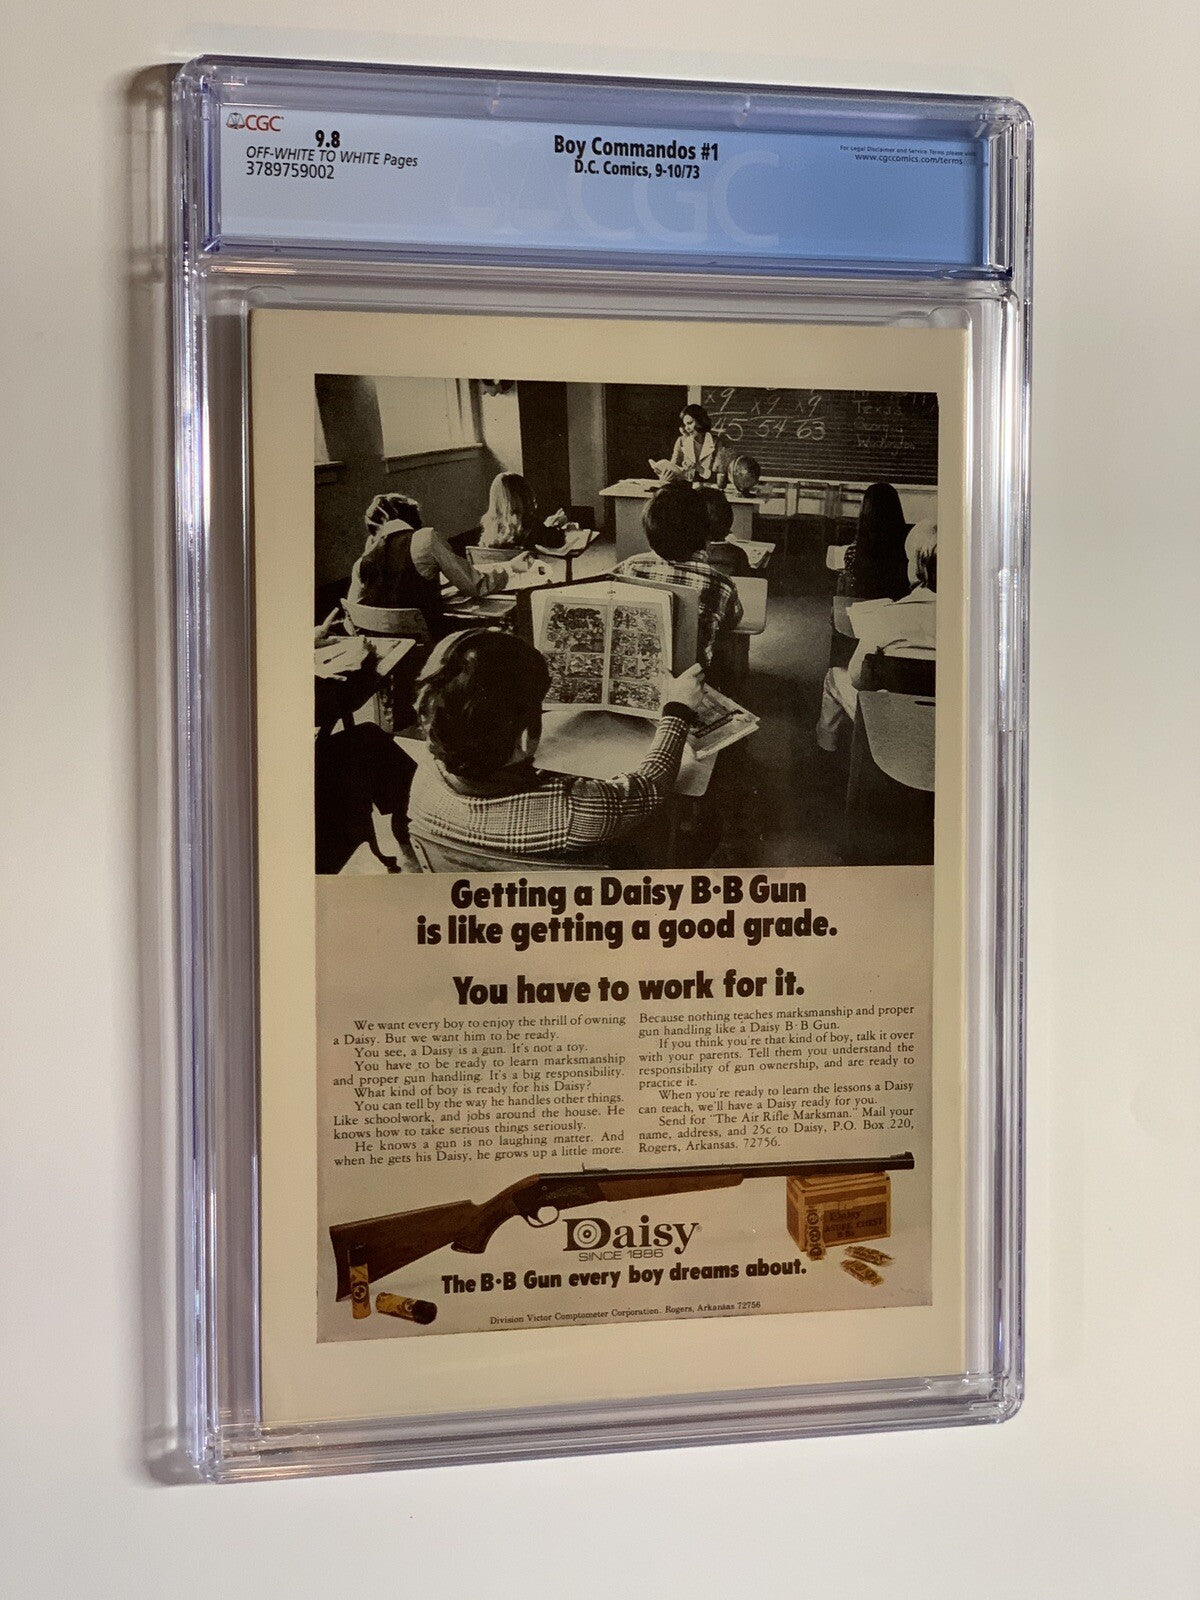 CGC
9.8
OFF-WHITE TO WHITE Pages
3789759002
Boy Commandos #1
D.C. Comics, 9-10/73
For Legal Disclaimer and Service Terms please visit:
www.cgccomics.com/terms
CGC
x9 x9 x9
45 54 63
Texas
Georgia
Washington
Getting a Daisy B·B Gun
is like getting a good grade.
You have to work for it.
We want every boy to enjoy the thrill of owning
a Daisy. But we want him to be ready.
You see, a Daisy is a gun. It's not a toy.
You have to be ready to learn marksmanship
and proper gun handling. It's a big responsibility.
What kind of boy is ready for his Daisy?
You can tell by the way he handles other things.
Like schoolwork, and jobs around the house. He
knows how to take serious things seriously.
He knows a gun is no laughing matter. And
when he gets his Daisy, he grows up a little more.
Because nothing teaches marksmanship and proper
gun handling like a Daisy B·B Gun.
If you think you're that kind of boy, talk it over
with your parents. Tell them you understand the
responsibility of gun ownership, and are ready to
practice it.
When you're ready to learn the lessons a Daisy
can teach, we'll have a Daisy ready for you.
Send for "The Air Rifle Marksman." Mail your
name, address, and 25c to Daisy, P.O. Box 220,
Rogers, Arkansas. 72756.
Daisy
CHEST
Daisy®
SINCE 1886
The B·B Gun every boy dreams about.
Division Victor Comptometer Corporation. Rogers, Arkansas 72756